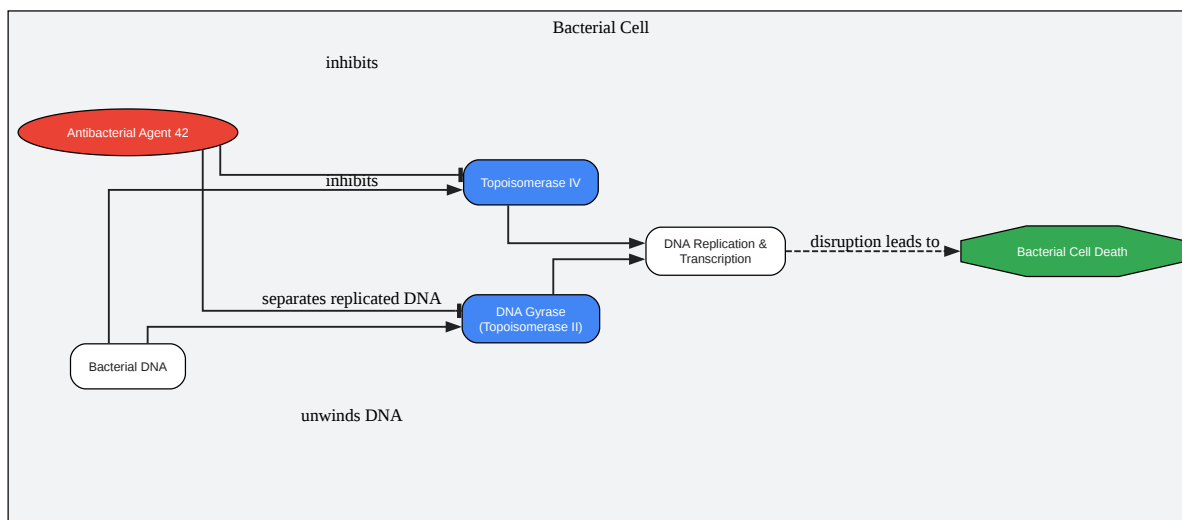 Bacterial Cell
inhibits
Antibacterial Agent 42
inhibits
Topoisomerase IV
DNA Replication &
Transcription
disruption leads to
Bacterial Cell Death
separates replicated DNA
DNA Gyrase
(Topoisomerase II)
Bacterial DNA
unwinds DNA